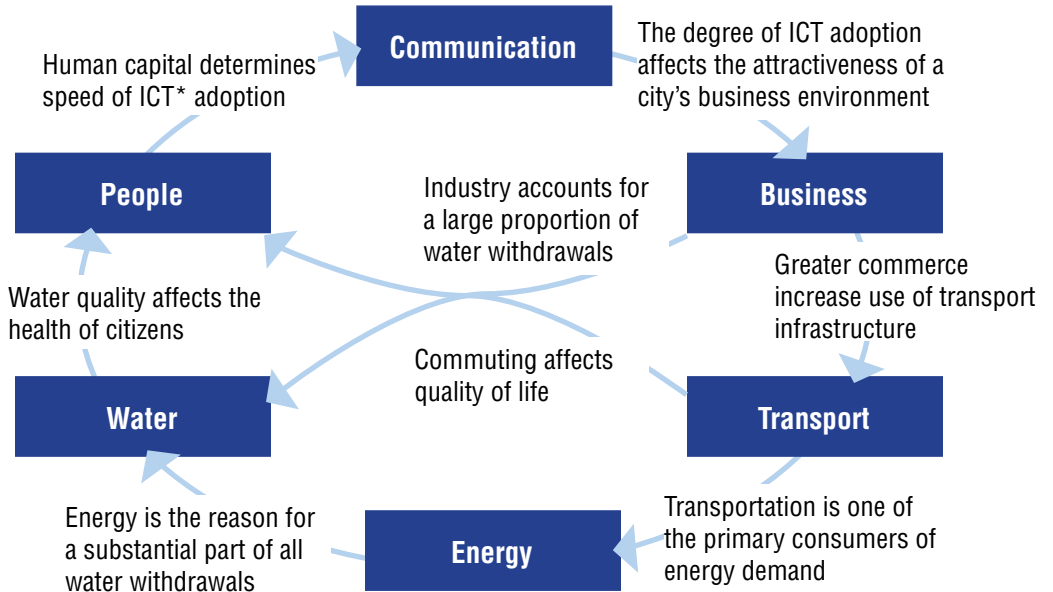 Communication
Human capital determines
speed of ICT* adoption
The degree of ICT adoption
affects the attractiveness of a
city's business environment
People
Industry accounts for
a large proportion of
water withdrawals
Business
Water quality affects the
health of citizens
Greater commerce
increase use of transport
infrastructure
Commuting affects
quality of life
Water
Transport
Energy is the reason for
a substantial part of all
water withdrawals
Energy
Transportation is one of
the primary consumers of
energy demand